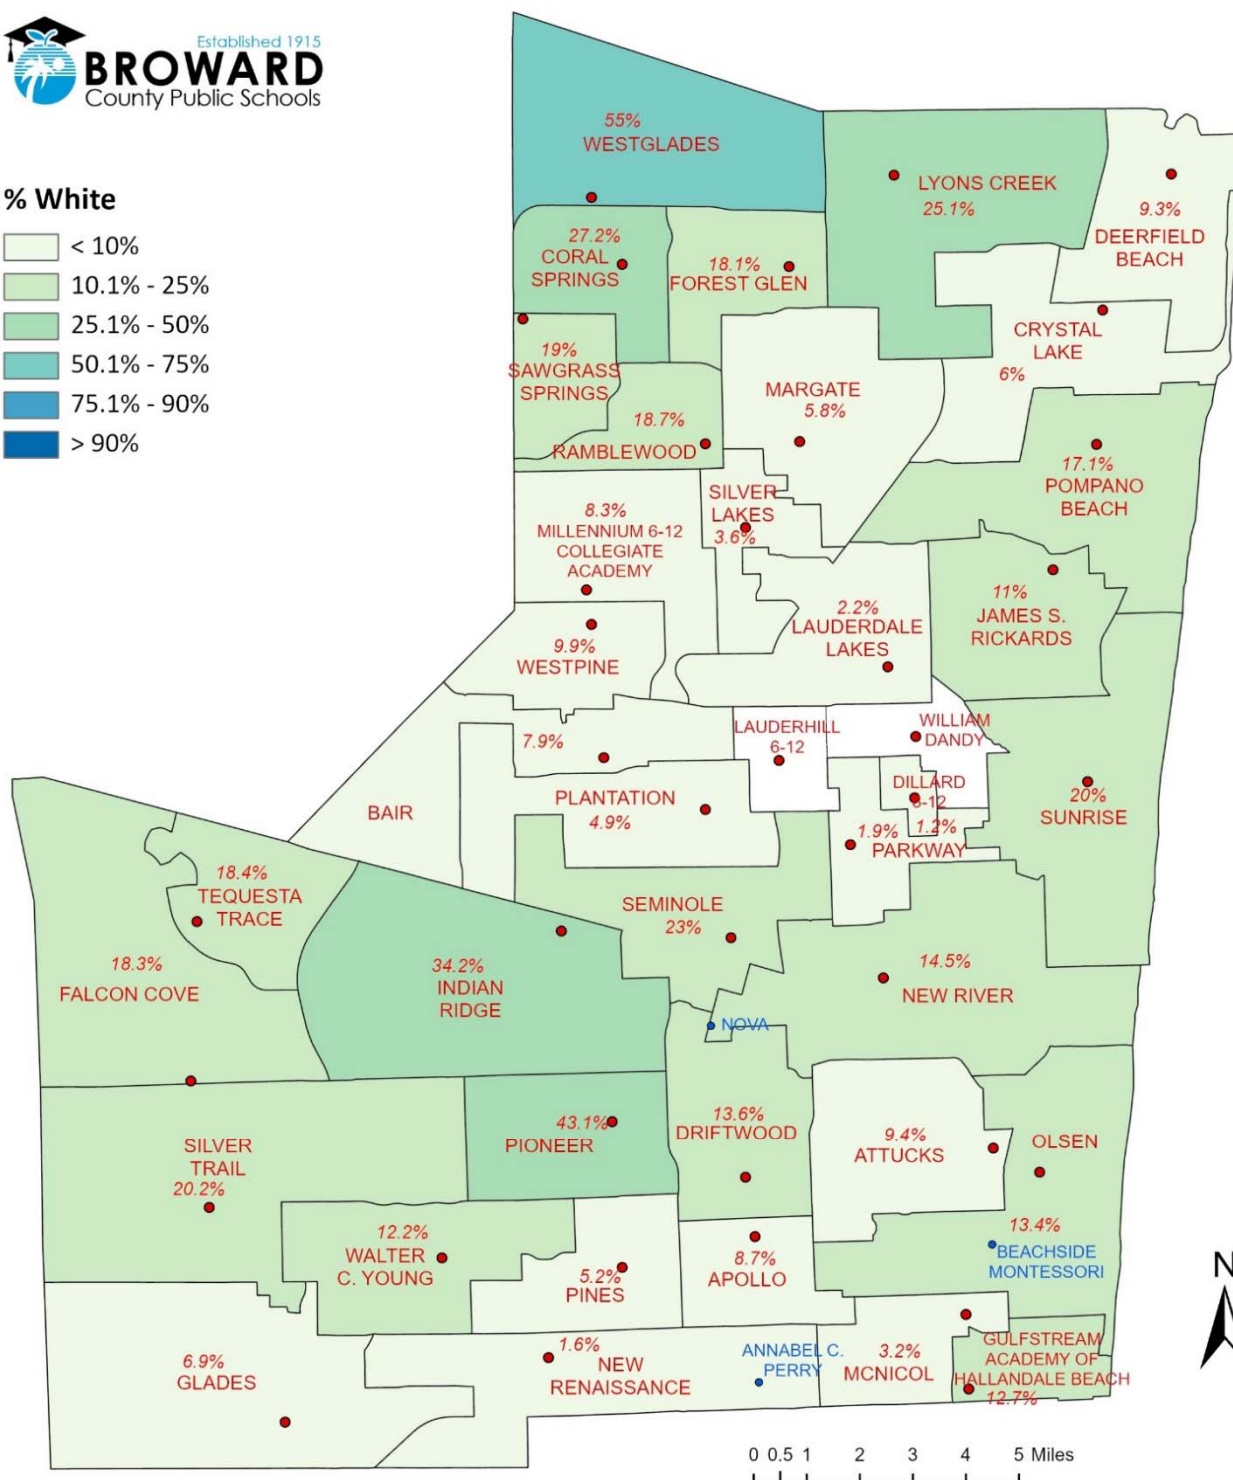 Established 1915
BROWARD
County Public Schools
% White
< 10%
10.1% - 25%
25.1% - 50%
50.1% - 75%
75.1% - 90%
> 90%
55%
WESTGLADES
LYONS CREEK
25.1%
9.3%
DEERFIELD
BEACH
27.2%
CORAL
SPRINGS
18.1%
FOREST GLEN
CRYSTAL
LAKE
6%
19%
SAWGRASS
SPRINGS
MARGATE
5.8%
18.7%
RAMBLEWOOD
17.1%
POMPANO
BEACH
SILVER
LAKES
3.6%
8.3%
MILLENNIUM 6-12
COLLEGIATE
ACADEMY
11%
JAMES S.
RICKARDS
2.2%
LAUDERDALE
LAKES
9.9%
WESTPINE
LAUDERHILL
6-12
WILLIAM
DANDY
7.9%
BAIR
PLANTATION
4.9%
DILLARD
6-12
1.2%
1.9%
PARKWAY
20%
SUNRISE
18.4%
TEQUESTA
TRACE
SEMINOLE
23%
18.3%
FALCON COVE
34.2%
INDIAN
RIDGE
14.5%
NEW RIVER
NOVA
43.1%
PIONEER
13.6%
DRIFTWOOD
9.4%
ATTUCKS
OLSEN
13.4%
BEACHSIDE
MONTESSORI
SILVER
TRAIL
20.2%
12.2%
WALTER
C. YOUNG
5.2%
PINES
8.7%
APOLLO
N
6.9%
GLADES
1.6%
NEW
RENAISSANCE
ANNABEL C.
PERRY
3.2%
MCNICOL
GULFSTREAM
ACADEMY OF
HALLANDALE BEACH
12.7%
0 0.5 1 2 3 4 5 Miles